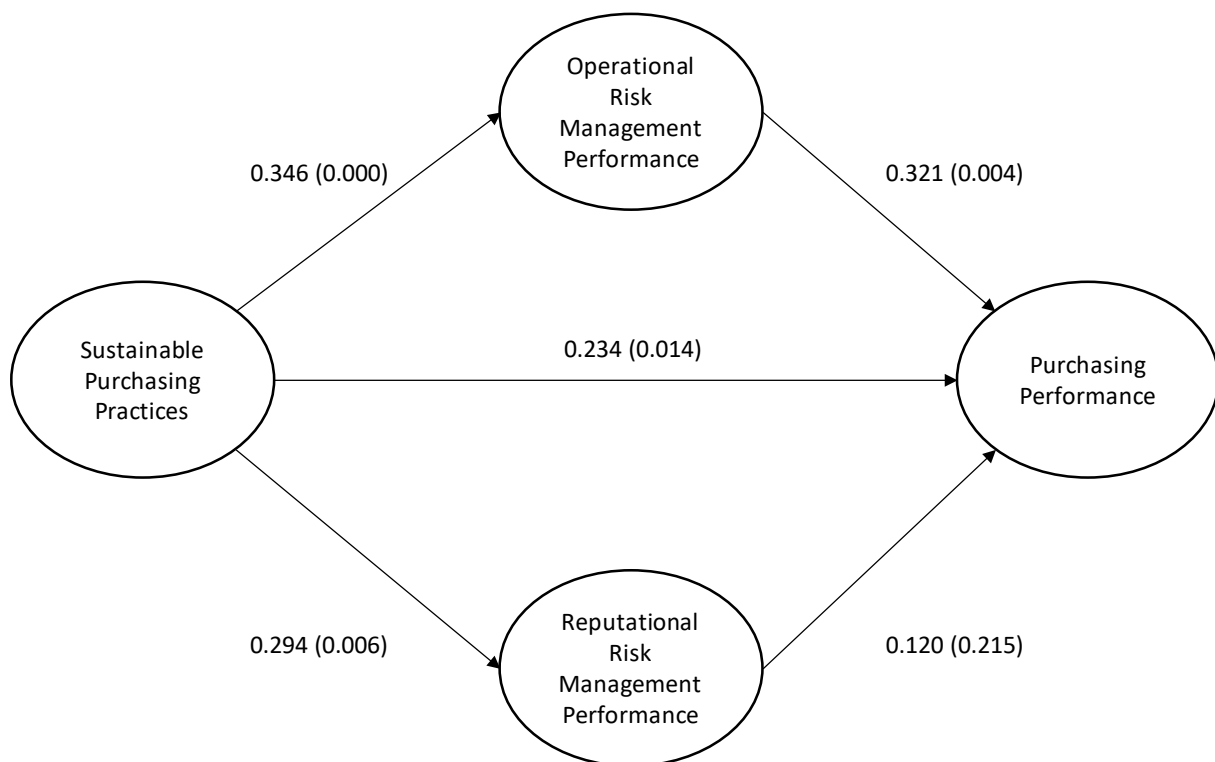 Operational
Risk
Management
Performance
0.346 (0.000)
0.321 (0.004)
Sustainable
Purchasing
Practices
0.234 (0.014)
Purchasing
Performance
0.294 (0.006)
Reputational
Risk
Management
Performance
0.120 (0.215)